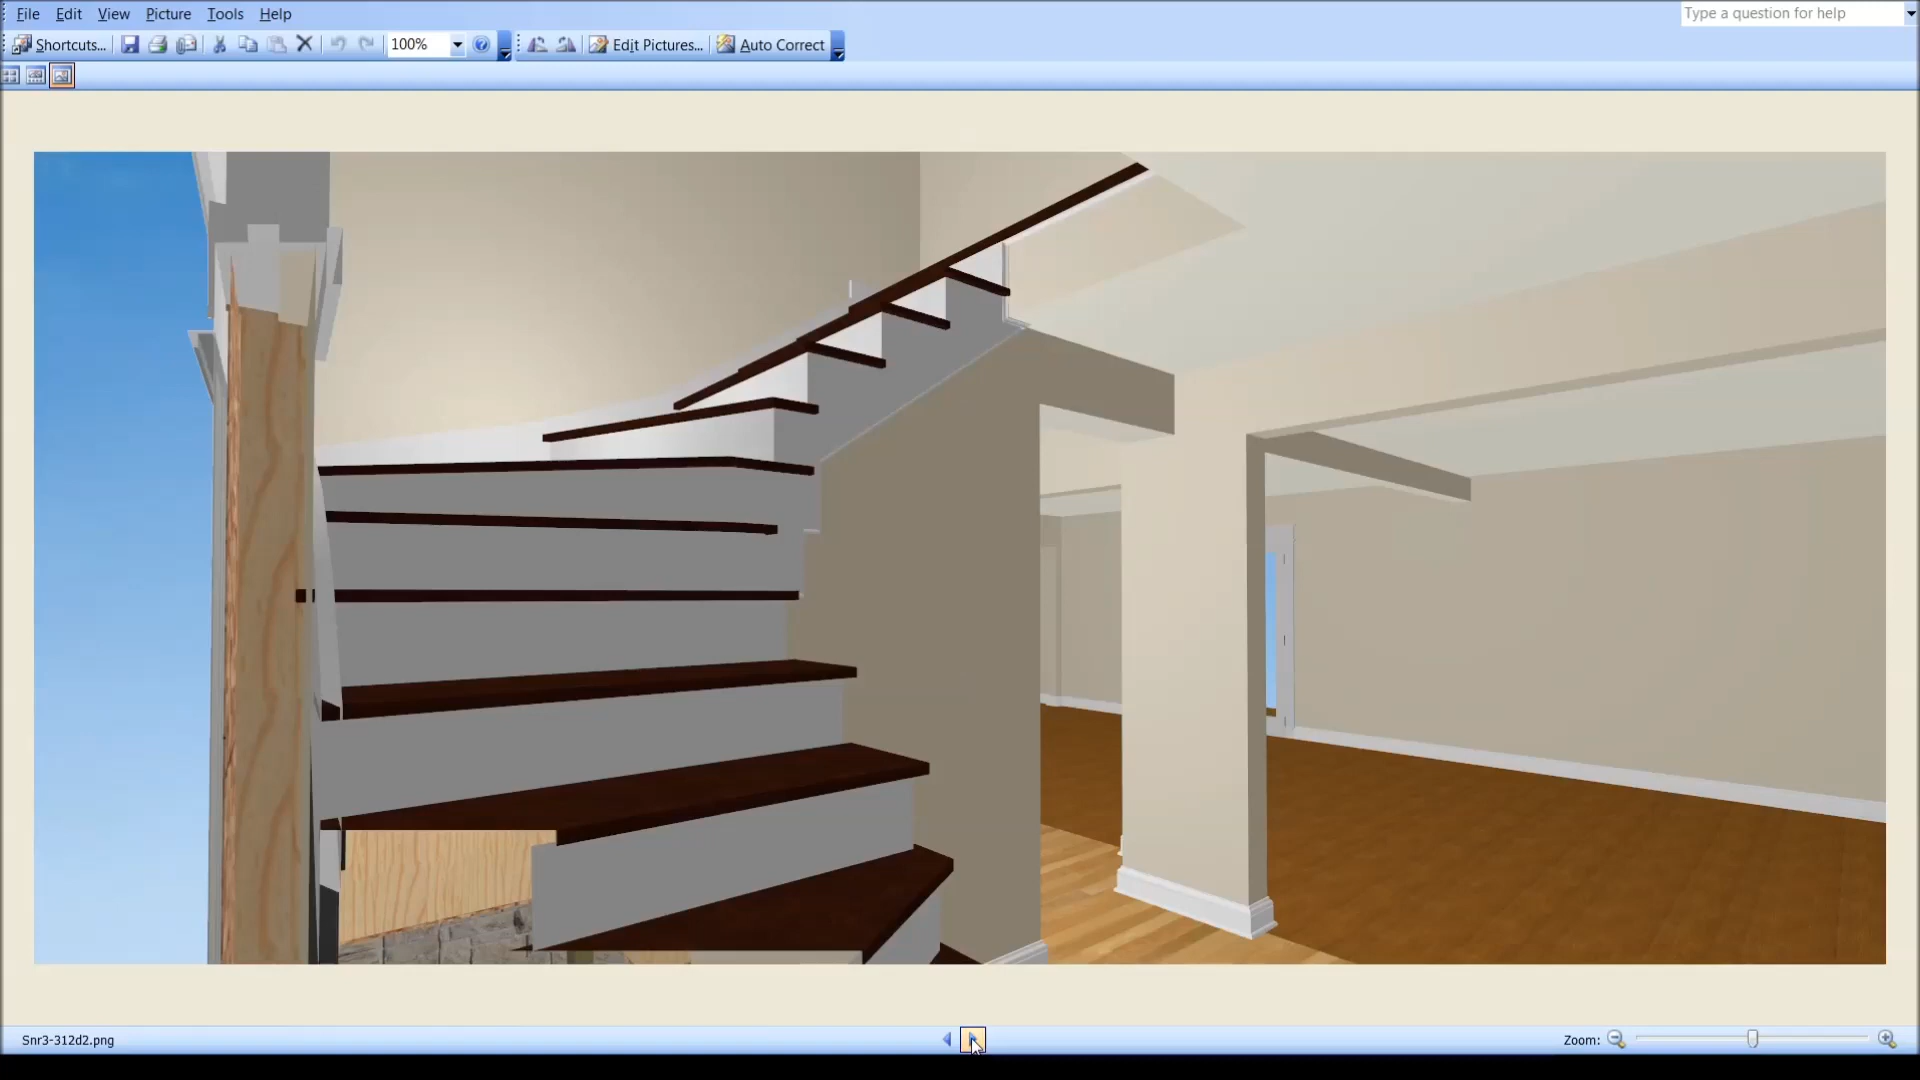 File Edit View Picture Tools Help
Type a question for help
Shortcuts... 100% Edit Pictures... Auto Correct
Snr3-312d2.png
Zoom: